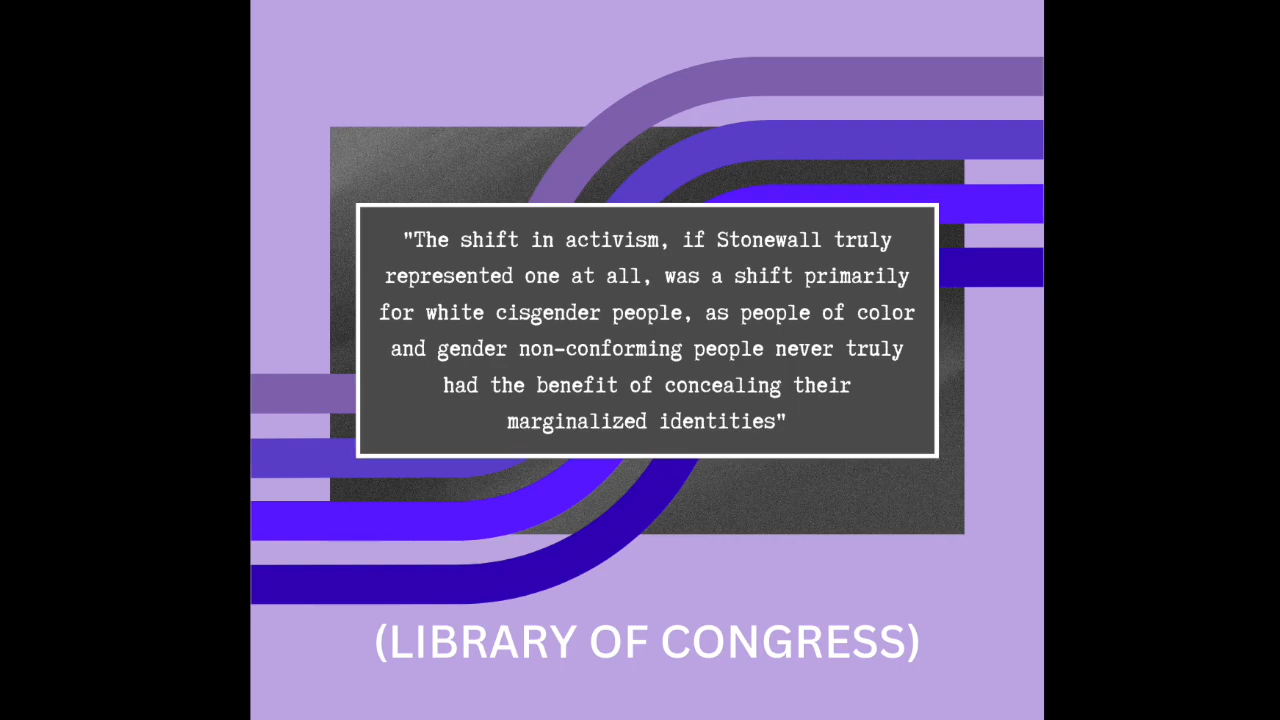 "The shift in activism, if Stonewall truly
represented one at all, was a shift primarily
for white cisgender people, as people of color
and gender non-conforming people never truly
had the benefit of concealing their
marginalized identities"
(LIBRARY OF CONGRESS)